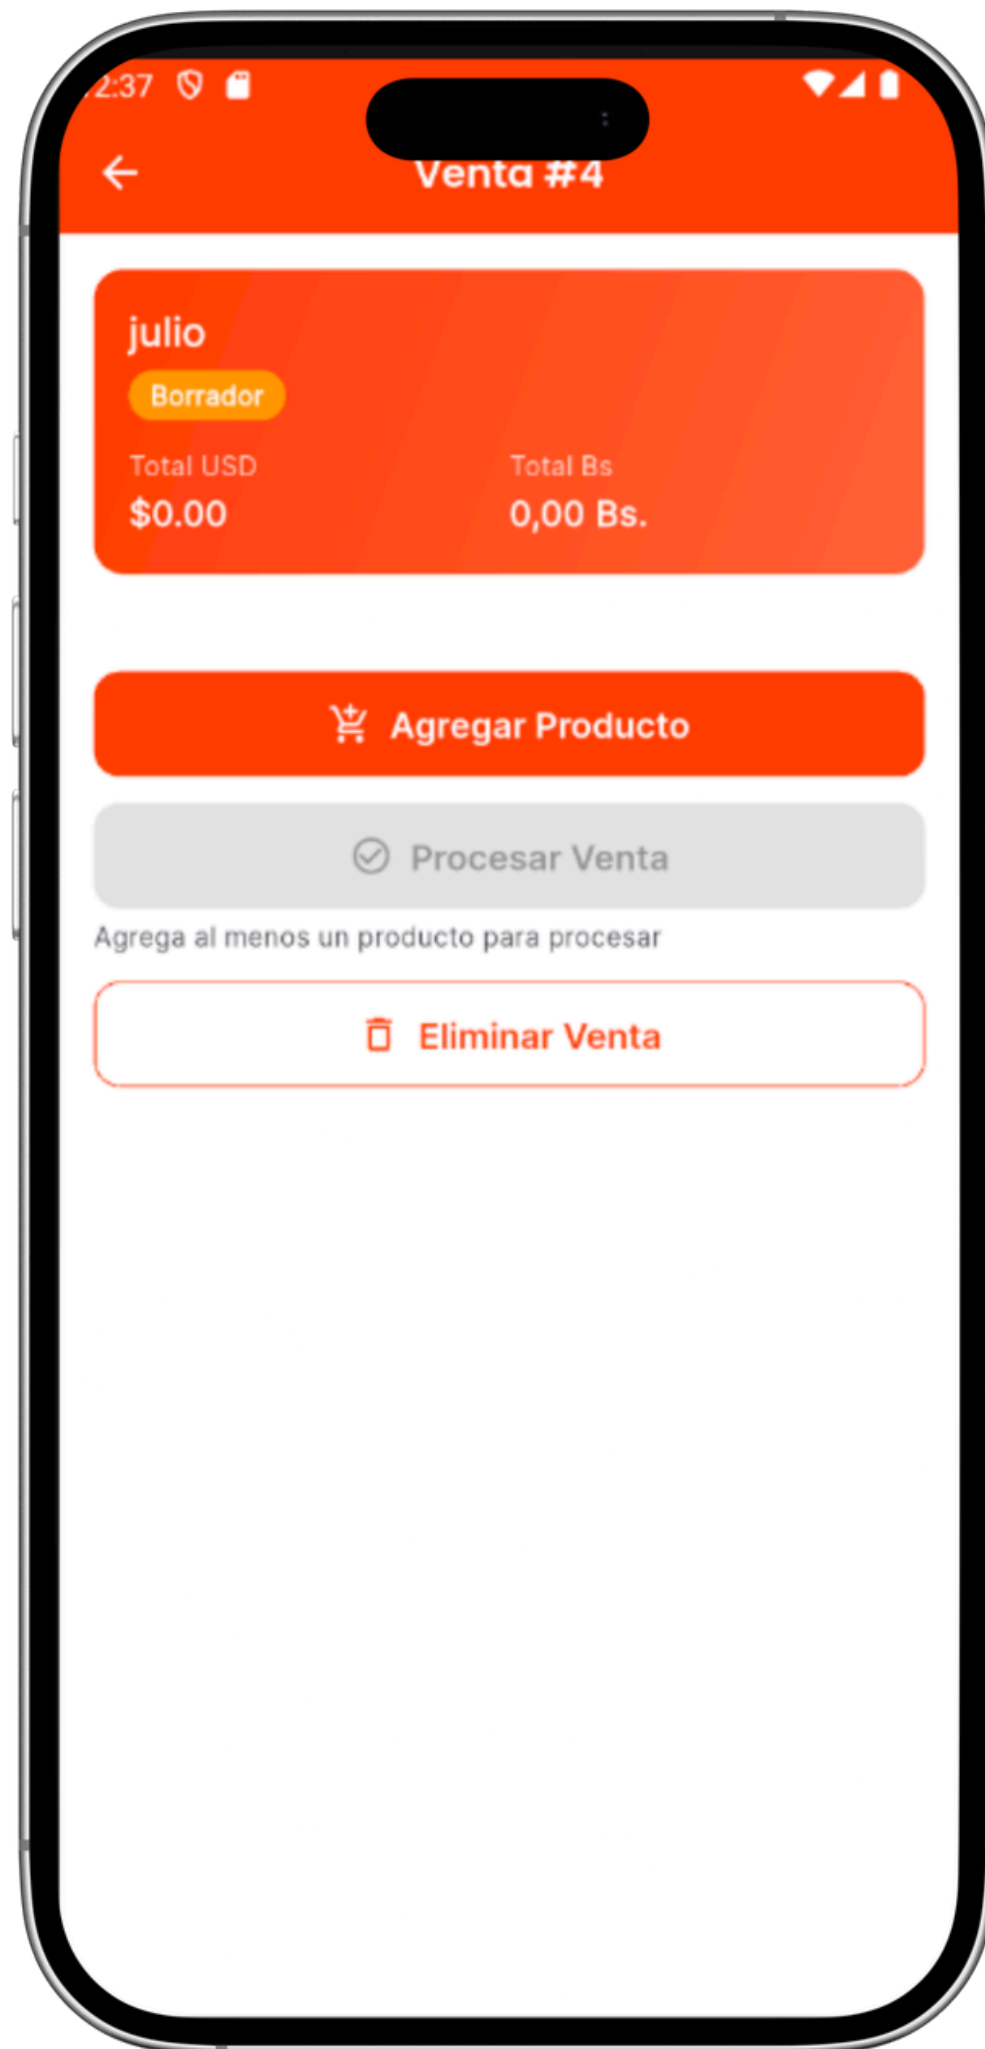 2:37
Venta #4
julio
Borrador
Total USD
Total Bs
$0.00
0,00 Bs.
Agregar Producto
Procesar Venta
Agrega al menos un producto para procesar
Eliminar Venta